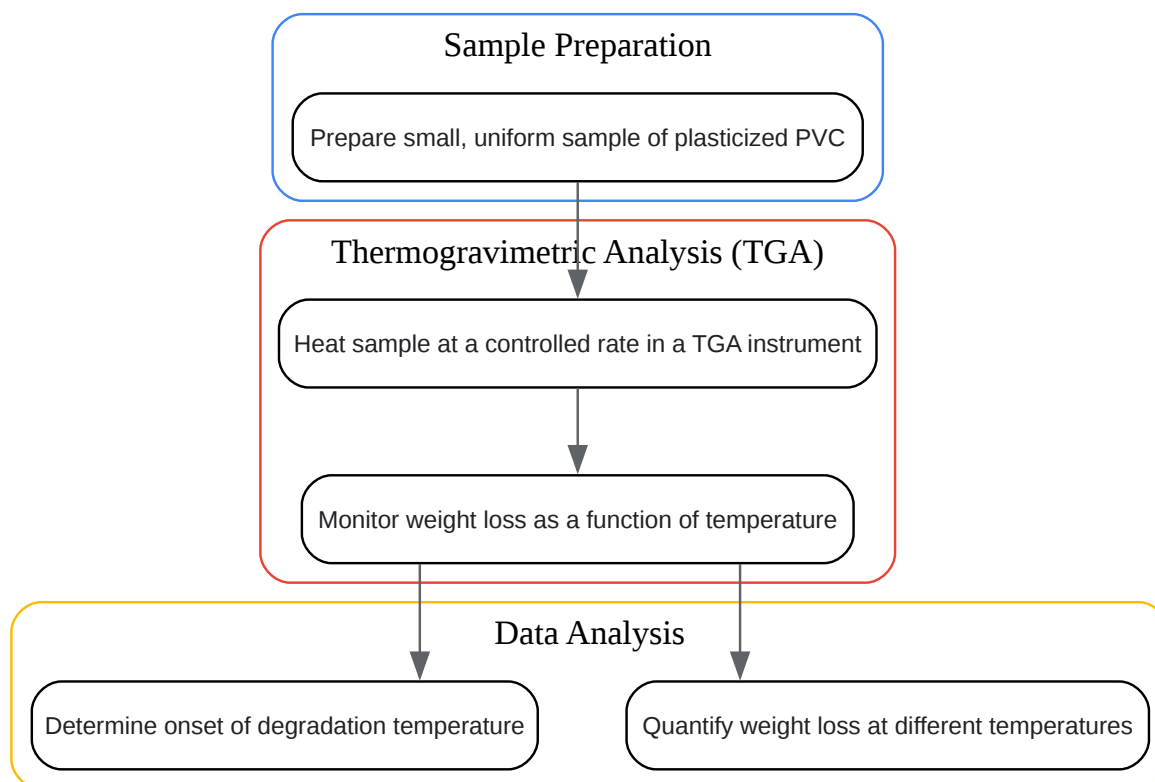 Sample Preparation
Prepare small, uniform sample of plasticized PVC
Thermogravimetric Analysis (TGA)
Heat sample at a controlled rate in a TGA instrument
Monitor weight loss as a function of temperature
Data Analysis
Determine onset of degradation temperature
Quantify weight loss at different temperatures